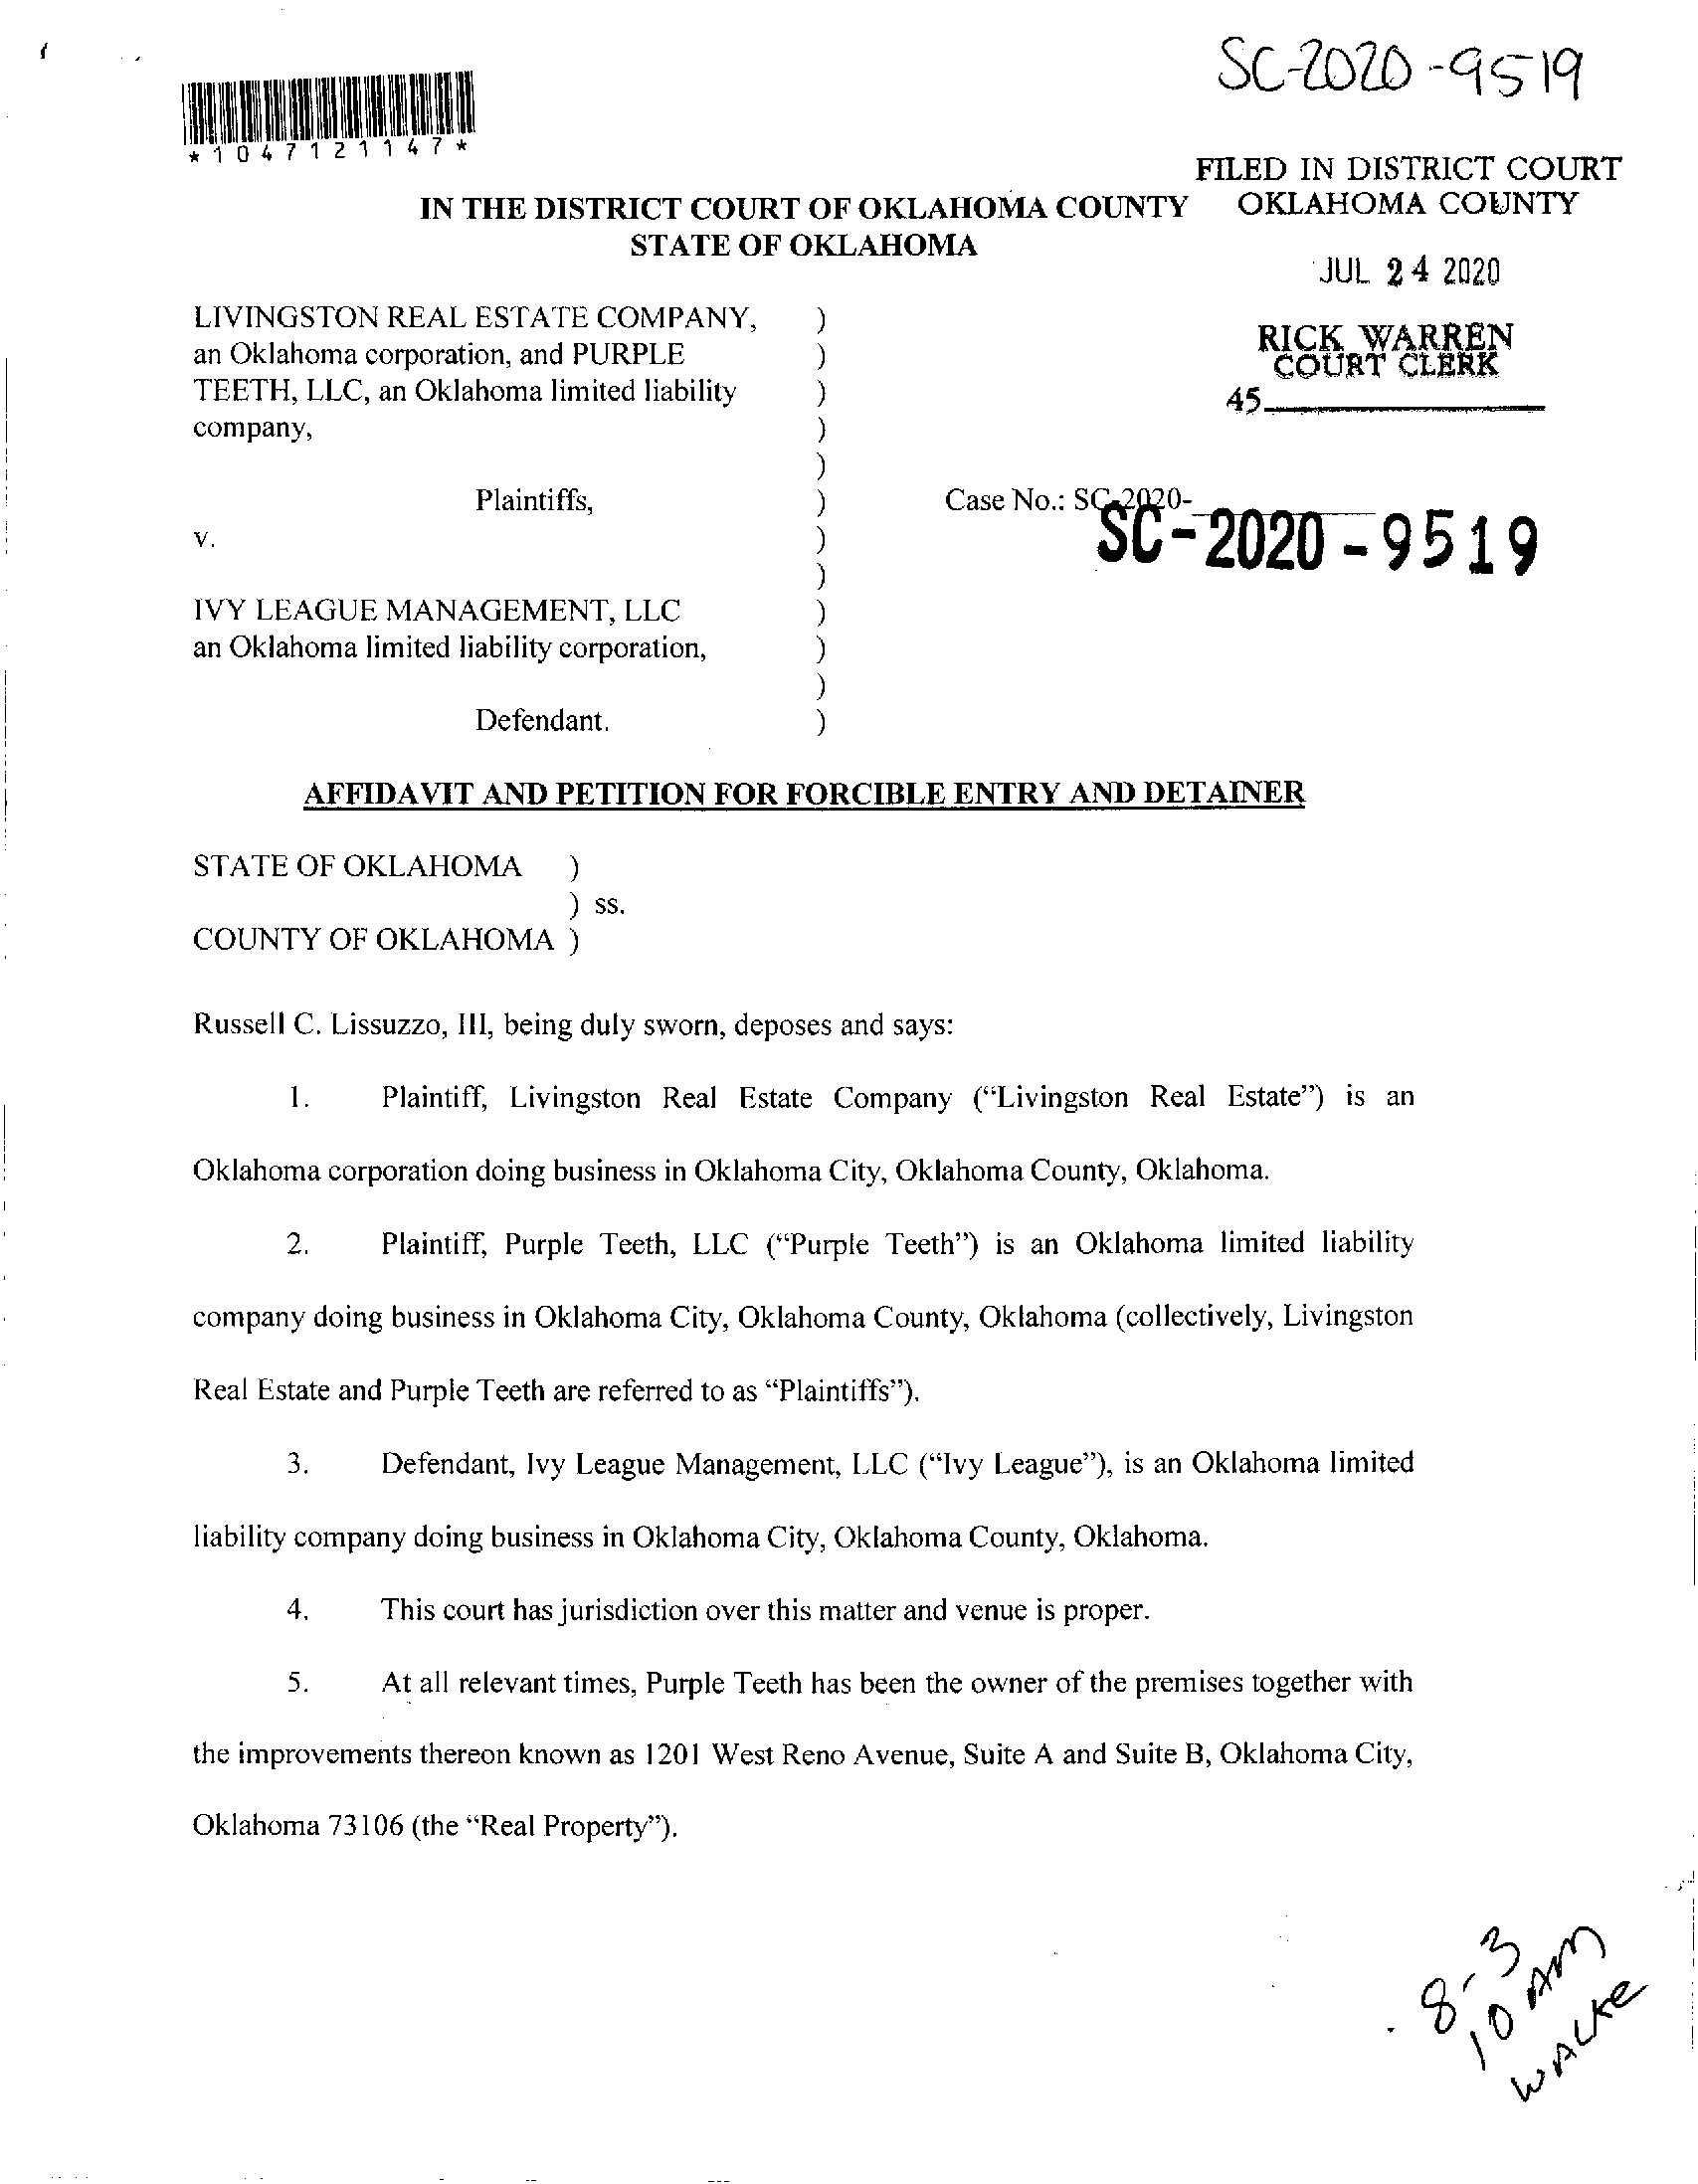 SC-2020-9519
*1047121147*
FILED IN DISTRICT COURT
OKLAHOMA COUNTY
IN THE DISTRICT COURT OF OKLAHOMA COUNTY
STATE OF OKLAHOMA
JUL 24 2020
RICK WARREN
COURT CLERK
45
LIVINGSTON REAL ESTATE COMPANY, )
an Oklahoma corporation, and PURPLE )
TEETH, LLC, an Oklahoma limited liability )
company, )
)
Plaintiffs, ) Case No.: SC-2020-
SC-2020-9519
v. )
)
IVY LEAGUE MANAGEMENT, LLC )
an Oklahoma limited liability corporation, )
)
Defendant. )
AFFIDAVIT AND PETITION FOR FORCIBLE ENTRY AND DETAINER
STATE OF OKLAHOMA )
) ss.
COUNTY OF OKLAHOMA )
Russell C. Lissuzzo, III, being duly sworn, deposes and says:
1. Plaintiff, Livingston Real Estate Company (“Livingston Real Estate”) is an
Oklahoma corporation doing business in Oklahoma City, Oklahoma County, Oklahoma.
2. Plaintiff, Purple Teeth, LLC (“Purple Teeth”) is an Oklahoma limited liability
company doing business in Oklahoma City, Oklahoma County, Oklahoma (collectively, Livingston
Real Estate and Purple Teeth are referred to as “Plaintiffs”).
3. Defendant, Ivy League Management, LLC (“Ivy League”), is an Oklahoma limited
liability company doing business in Oklahoma City, Oklahoma County, Oklahoma.
4. This court has jurisdiction over this matter and venue is proper.
5. At all relevant times, Purple Teeth has been the owner of the premises together with
the improvements thereon known as 1201 West Reno Avenue, Suite A and Suite B, Oklahoma City,
Oklahoma 73106 (the “Real Property”).
8-3
10 AM
WALKE